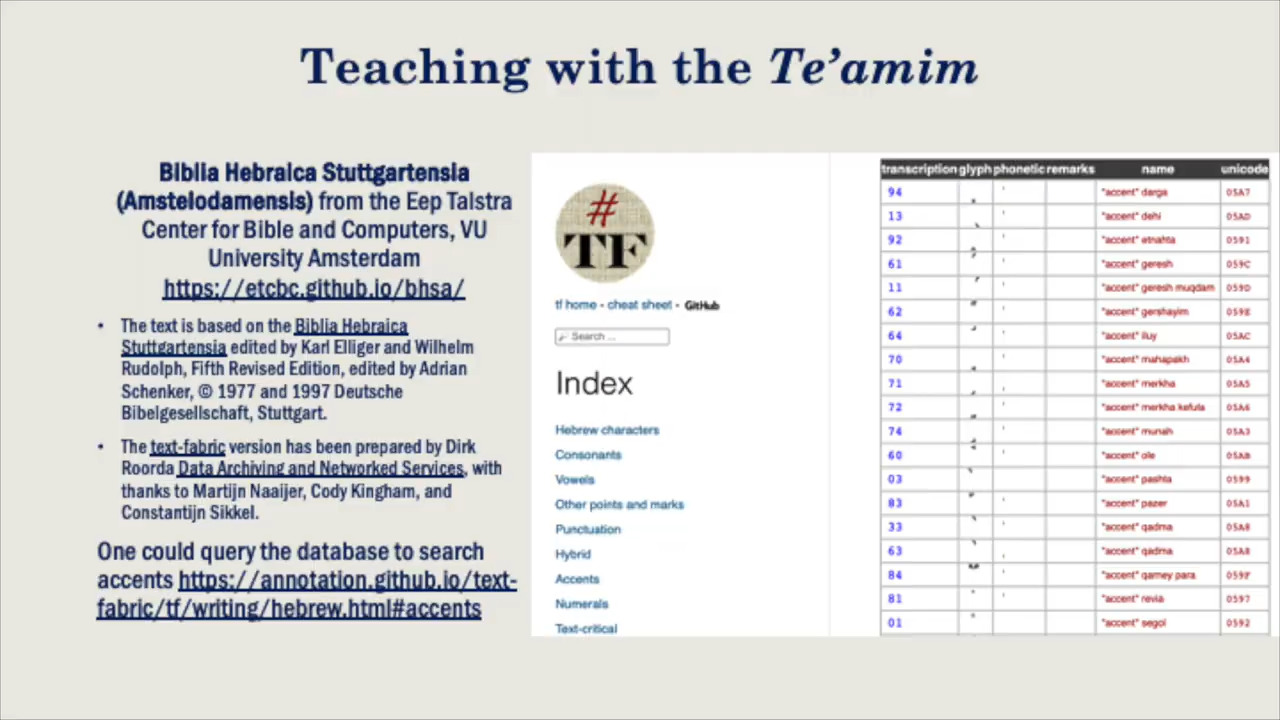 Teaching with the Te’amim
Biblia Hebraica Stuttgartensia
(Amstelodamensis) from the Eep Talstra
Center for Bible and Computers, VU
University Amsterdam
https://etcbc.github.io/bhsa/
• The text is based on the Biblia Hebraica
Stuttgartensia edited by Karl Elliger and Wilhelm
Rudolph, Fifth Revised Edition, edited by Adrian
Schenker, © 1977 and 1997 Deutsche
Bibelgesellschaft, Stuttgart.
• The text-fabric version has been prepared by Dirk
Roorda Data Archiving and Networked Services, with
thanks to Martijn Naaijer, Cody Kingham, and
Constantijn Sikkel.
One could query the database to search
accents https://annotation.github.io/text-
fabric/tf/writing/hebrew.html#accents
#
TF
tf home - cheat sheet - GitHub
Search ...
Index
Hebrew characters
Consonants
Vowels
Other points and marks
Punctuation
Hybrid
Accents
Numerals
Text-critical
transcription glyph phonetic remarks name unicode
94 "accent" darga 05A7
13 "accent" dehi 05AD
92 "accent" etnahta 0591
61 "accent" geresh 059C
11 "accent" geresh muqdam 059D
62 "accent" gershayim 059E
64 "accent" iluy 05AC
70 "accent" mahapakh 05A4
71 "accent" merkha 05A5
72 "accent" merkha kefula 05A6
74 "accent" munah 05A3
60 "accent" ole 05AB
03 "accent" pashta 0599
83 "accent" pazer 05A1
33 "accent" qadma 05A8
63 "accent" qadma 05A8
84 "accent" qarney para 059F
81 "accent" revia 0597
01 "accent" segol 0592